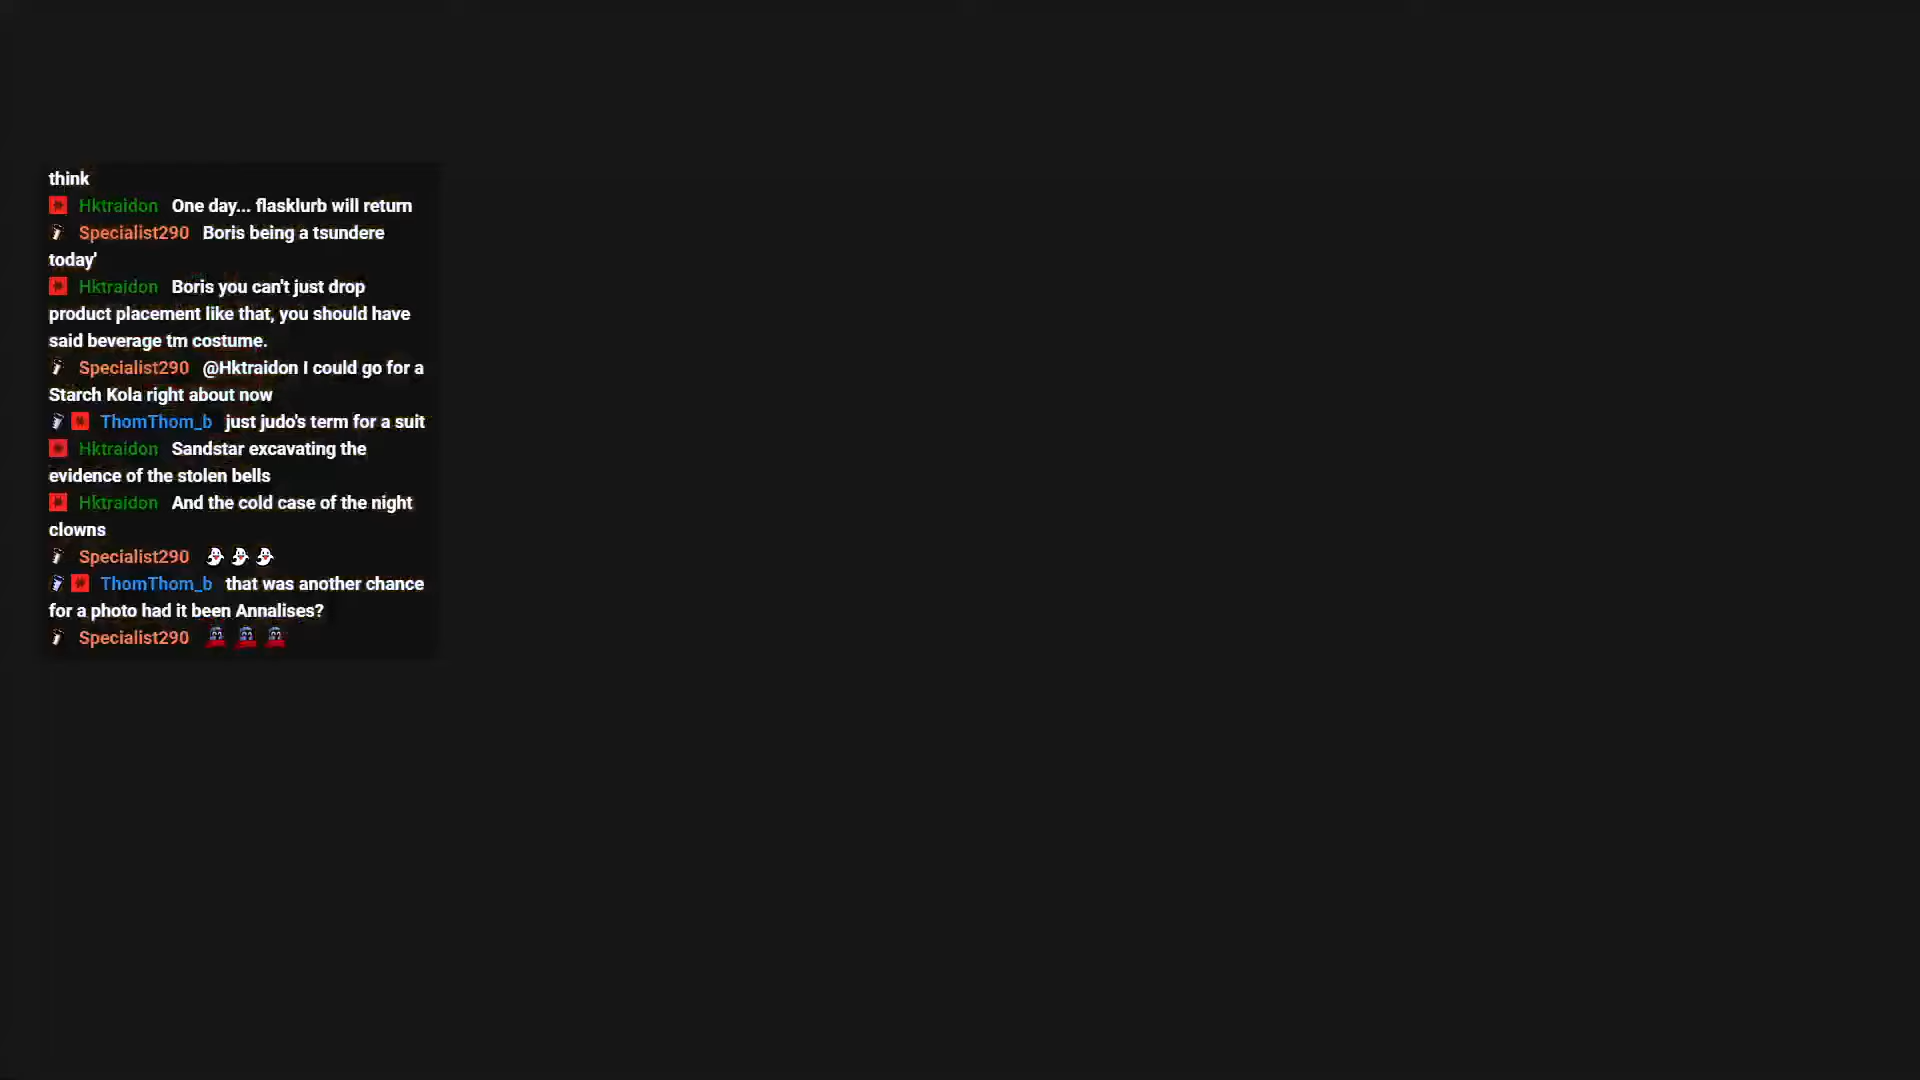 think
Hktraidon One day... flasklurb will return
Specialist290 Boris being a tsundere
today'
Hktraidon Boris you can't just drop
product placement like that, you should have
said beverage tm costume.
Specialist290 @Hktraidon I could go for a
Starch Kola right about now
ThomThom_b just judo's term for a suit
Hktraidon Sandstar excavating the
evidence of the stolen bells
Hktraidon And the cold case of the night
clowns
Specialist290
ThomThom_b that was another chance
for a photo had it been Annalises?
Specialist290